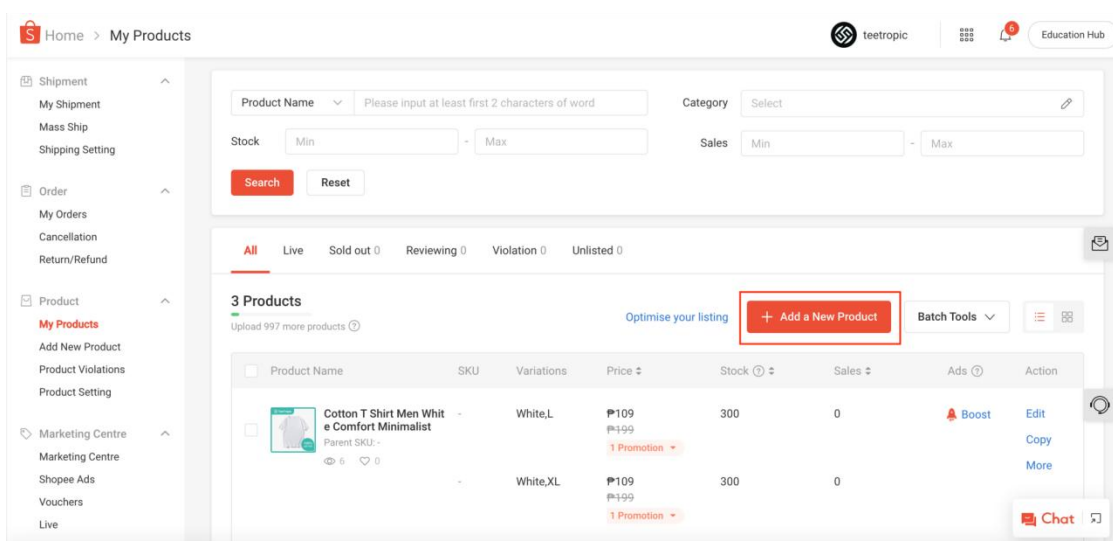 S Home > My Products
teetropic
6
Education Hub
Shipment
My Shipment
Mass Ship
Shipping Setting
Order
My Orders
Cancellation
Return/Refund
Product
My Products
Add New Product
Product Violations
Product Setting
Marketing Centre
Marketing Centre
Shopee Ads
Vouchers
Live
Product Name Please input at least first 2 characters of word Category Select
Stock Min - Max Sales Min - Max
Search Reset
All Live Sold out 0 Reviewing 0 Violation 0 Unlisted 0
3 Products
Upload 997 more products ?
Optimise your listing + Add a New Product Batch Tools
Product Name SKU Variations Price Stock ? Sales Ads ? Action
Cotton T Shirt Men Whit - White,L ₱109 300 0 Boost Edit
e Comfort Minimalist ₱199
Parent SKU: - 1 Promotion Copy
6 0 More
- White,XL ₱109 300 0
₱199
1 Promotion
Chat